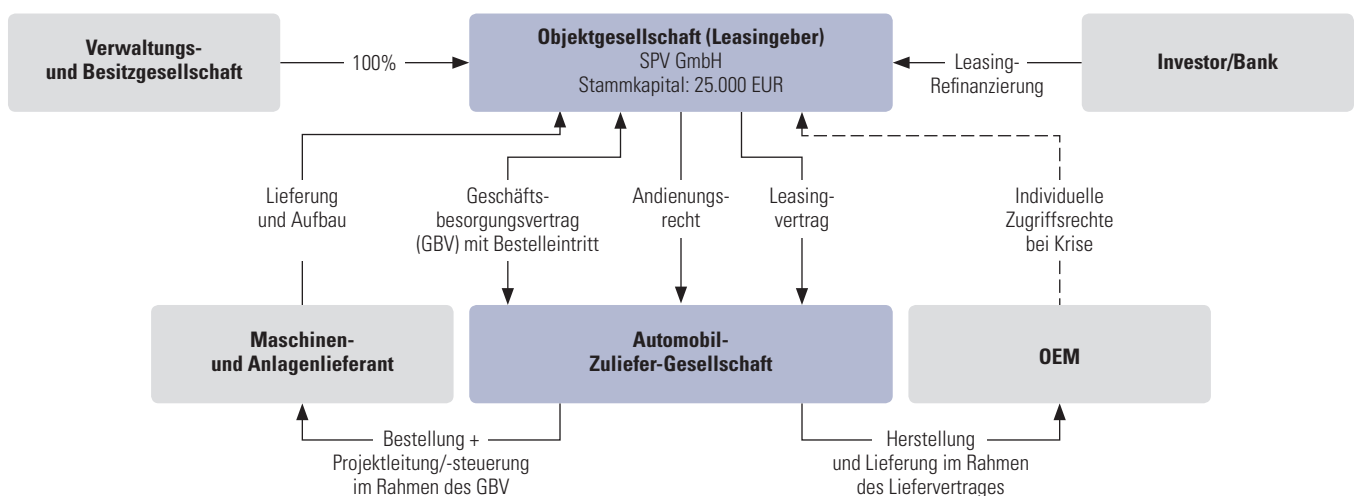 Verwaltungs-
und Besitzgesellschaft
100%
Objektgesellschaft (Leasingeber)
SPV GmbH
Stammkapital: 25.000 EUR
Leasing-
Refinanzierung
Investor/Bank
Lieferung
und Aufbau
Geschäfts-
besorgungsvertrag
(GBV) mit Bestelleintritt
Andienungs-
recht
Leasing-
vertrag
Individuelle
Zugriffsrechte
bei Krise
Maschinen-
und Anlagenlieferant
Automobil-
Zuliefer-Gesellschaft
OEM
Bestellung +
Projektleitung/-steuerung
im Rahmen des GBV
Herstellung
und Lieferung im Rahmen
des Liefervertrages